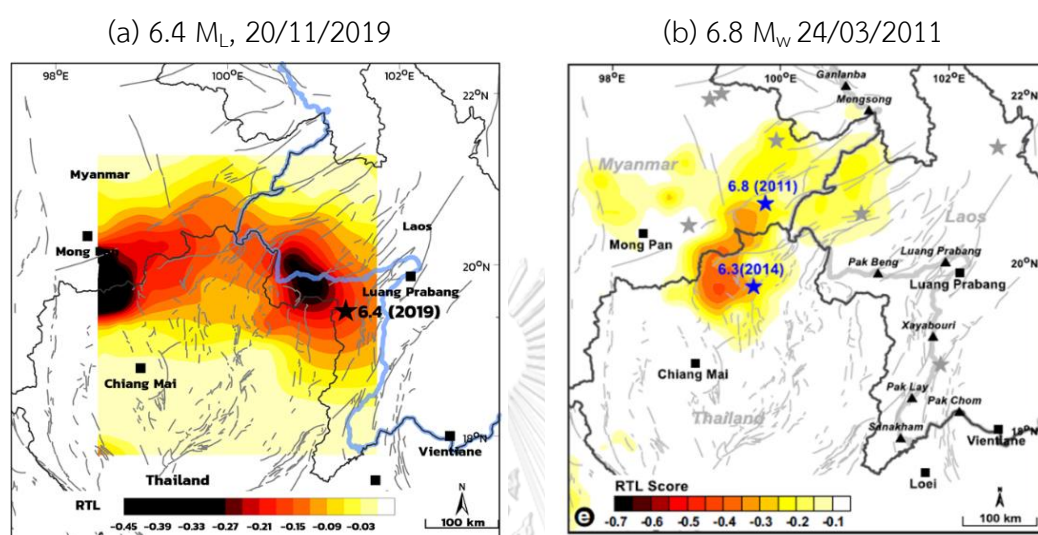 (a) 6.4 ML, 20/11/2019
98°E
100°E
102°E
22°N
Myanmar
Laos
Mong
20°N
Luang Prabang
6.4 (2019)
Chiang Mai
18°N
Vientiane
Thailand
RTL
-0.45 -0.39 -0.33 -0.27 -0.21 -0.15 -0.09 -0.03
N
100 km
(b) 6.8 Mw 24/03/2011
98°E
100°E
102°E
Ganlanba
22°N
Mengsong
Myanmar
6.8 (2011)
Laos
Mong Pan
Luang Prabang
20°N
Pak Beng
6.3(2014)
Luang Prabang
Xayabouri
Chiang Mai
Pak Lay
Pak Chom
Thailand
Sanakham
18°N
Vientiane
Loei
RTL Score
e
-0.7 -0.6 -0.5 -0.4 -0.3 -0.2 -0.1
N
100 km